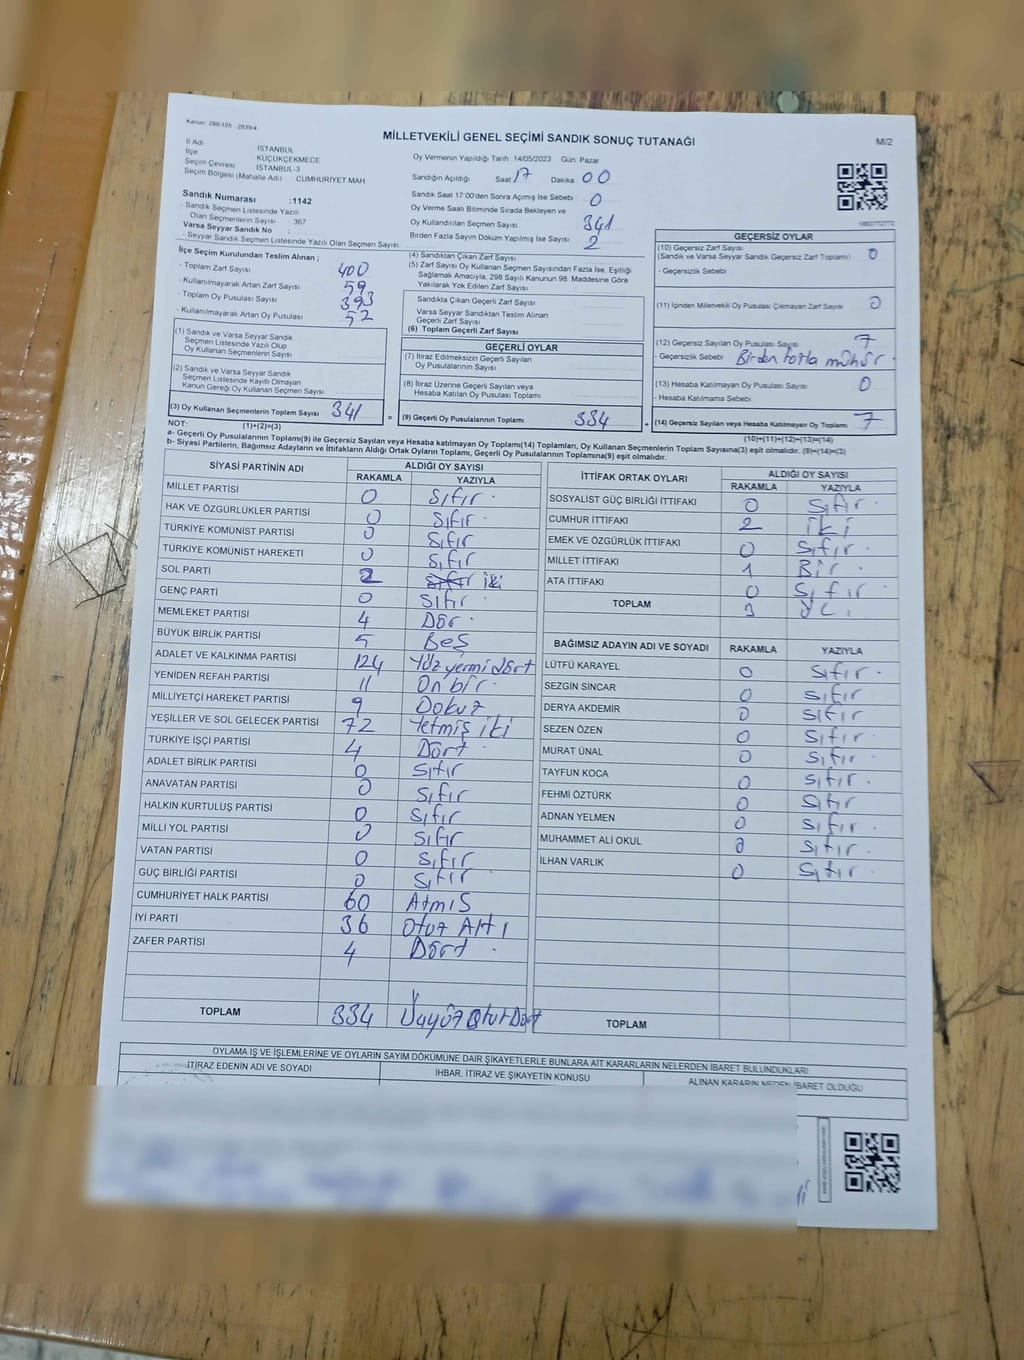 Kanun: 298/105 2839/4
MİLLETVEKİLİ GENEL SEÇİMİ SANDIK SONUÇ TUTANAĞI
M/2
İl Adı İSTANBUL
İlçe KÜÇÜKÇEKMECE
Seçim Çevresi İSTANBUL-3
Seçim Bölgesi (Mahalle Adı) CUMHURİYET MAH
Sandık Numarası :1142
- Sandık Seçmen Listesinde Yazılı
Olan Seçmenlerin Sayısı 367
Varsa Seyyar Sandık No :
- Seyyar Sandık Seçmen Listesinde Yazılı Olan Seçmen Sayısı.
Oy Vermenin Yapıldığı Tarih 14/05/2023 Gün Pazar
Sandığın Açıldığı Saat 17 Dakika 00
Sandık Saat 17.00'den Sonra Açılmış İse Sebebi 0
Oy Verme Saati Bitiminde Sırada Bekleyen ve
Oy Kullandırılan Seçmen Sayısı 341
Birden Fazla Sayım Döküm Yapılmış İse Sayısı 2
İlçe Seçim Kurulundan Teslim Alınan ;
- Toplam Zarf Sayısı 400
- Kullanılmayarak Artan Zarf Sayısı 59
- Toplam Oy Pusulası Sayısı 393
- Kullanılmayarak Artan Oy Pusulası 52
(1) Sandık ve Varsa Seyyar Sandık
Seçmen Listesinde Yazılı Olup
Oy Kullanan Seçmenlerin Sayısı
(2) Sandık ve Varsa Seyyar Sandık
Seçmen Listesinde Kayıtlı Olmayan
Kanun Gereği Oy Kullanan Seçmen Sayısı
(3) Oy Kullanan Seçmenlerin Toplam Sayısı 341
(4) Sandıktan Çıkan Zarf Sayısı
(5) Zarf Sayısı Oy Kullanan Seçmen Sayısından Fazla İse, Eşitliği
Sağlamak Amacıyla, 298 Sayılı Kanunun 98. Maddesine Göre
Yakılarak Yok Edilen Zarf Sayısı
Sandıkta Çıkan Geçerli Zarf Sayısı
Varsa Seyyar Sandıktan Teslim Alınan
Geçerli Zarf Sayısı
(6) Toplam Geçerli Zarf Sayısı
GEÇERLİ OYLAR
(7) İtiraz Edilmeksizin Geçerli Sayılan
Oy Pusulalarının Sayısı
(8) İtiraz Üzerine Geçerli Sayılan veya
Hesaba Katılan Oy Pusulası Toplamı
= (9) Geçerli Oy Pusulalarının Toplamı 334
GEÇERSİZ OYLAR
(10) Geçersiz Zarf Sayısı
(Sandık ve Varsa Seyyar Sandık Geçersiz Zarf Toplamı) 0
- Geçersizlik Sebebi
(11) İçinden Milletvekili Oy Pusulası Çıkmayan Zarf Sayısı 0
(12) Geçersiz Sayılan Oy Pusulası Sayısı 7
- Geçersizlik Sebebi Birden fazla mühür
(13) Hesaba Katılmayan Oy Pusulası Sayısı 0
- Hesaba Katılmama Sebebi
+ (14) Geçersiz Sayılan veya Hesaba Katılmayan Oy Toplamı 7
NOT: (1)+(2)=(3) (10)+(11)+(12)+(13)=(14)
a- Geçerli Oy Pusulaları Toplamı(9) ile Geçersiz Sayılan veya Hesaba katılmayan Oy Toplamı(14) Toplamları, Oy Kullanan Seçmenlerin Toplam Sayısına(3) eşit olmalıdır. (9)+(14)=(3)
b- Siyasi Partilerin, Bağımsız Adayların ve İttifakların Aldığı Oyların Toplamı, Geçerli Oy Pusulalarının Toplamına(9) eşit olmalıdır.
SİYASİ PARTİNİN ADI ALDIĞI OY SAYISI
RAKAMLA YAZIYLA
MİLLET PARTİSİ 0 Sıfır
HAK VE ÖZGÜRLÜKLER PARTİSİ 0 Sıfır
TÜRKİYE KOMÜNİST PARTİSİ 0 Sıfır
TÜRKİYE KOMÜNİST HAREKETİ 0 Sıfır
SOL PARTİ 2 Sıfır iki
GENÇ PARTİ 0 Sıfır
MEMLEKET PARTİSİ 4 Dör
BÜYÜK BİRLİK PARTİSİ 5 Beş
ADALET VE KALKINMA PARTİSİ 124 Yüz yermi dört
YENİDEN REFAH PARTİSİ 11 On bir
MİLLİYETÇİ HAREKET PARTİSİ 9 Dokuz
YEŞİLLER VE SOL GELECEK PARTİSİ 72 Yetmiş iki
TÜRKİYE İŞÇİ PARTİSİ 4 Dört
ADALET BİRLİK PARTİSİ 0 Sıfır
ANAVATAN PARTİSİ 0 Sıfır
HALKIN KURTULUŞ PARTİSİ 0 Sıfır
MİLLİ YOL PARTİSİ 0 Sıfır
VATAN PARTİSİ 0 Sıfır
GÜÇ BİRLİĞİ PARTİSİ 0 Sıfır
CUMHURİYET HALK PARTİSİ 60 Atmıs
İYİ PARTİ 36 Otuz Altı
ZAFER PARTİSİ 4 Dört
TOPLAM 334
İTTİFAK ORTAK OYLARI ALDIĞI OY SAYISI
RAKAMLA YAZIYLA
SOSYALİST GÜÇ BİRLİĞİ İTTİFAKI 0 Sıfır
CUMHUR İTTİFAKI 2 iki
EMEK VE ÖZGÜRLÜK İTTİFAKI 0 Sıfır
MİLLET İTTİFAKI 1 Bir
ATA İTTİFAKI 0 Sıfır
TOPLAM 3
BAĞIMSIZ ADAYIN ADI VE SOYADI RAKAMLA YAZIYLA
LÜTFÜ KARAYEL 0 Sıfır
SEZGİN SİNCAR 0 Sıfır
DERYA AKDEMİR 0 Sıfır
SEZEN ÖZEN 0 Sıfır
MURAT ÜNAL 0 Sıfır
TAYFUN KOCA 0 Sıfır
FEHMİ ÖZTÜRK 0 Sıfır
ADNAN YELMEN 0 Sıfır
MUHAMMET ALİ OKUL 0 Sıfır
İLHAN VARLIK 0 Sıfır
TOPLAM
OYLAMA İŞ VE İŞLEMLERİNE VE OYLARIN SAYIM DÖKÜMÜNE DAİR ŞİKAYETLERLE BUNLARA AİT KARARLARIN NELERDEN İBARET BULUNDUKLARI
İTİRAZ EDENİN ADI VE SOYADI İHBAR, İTİRAZ VE ŞİKAYETİN KONUSU ALINAN KARARIN NEDEN İBARET OLDUĞU